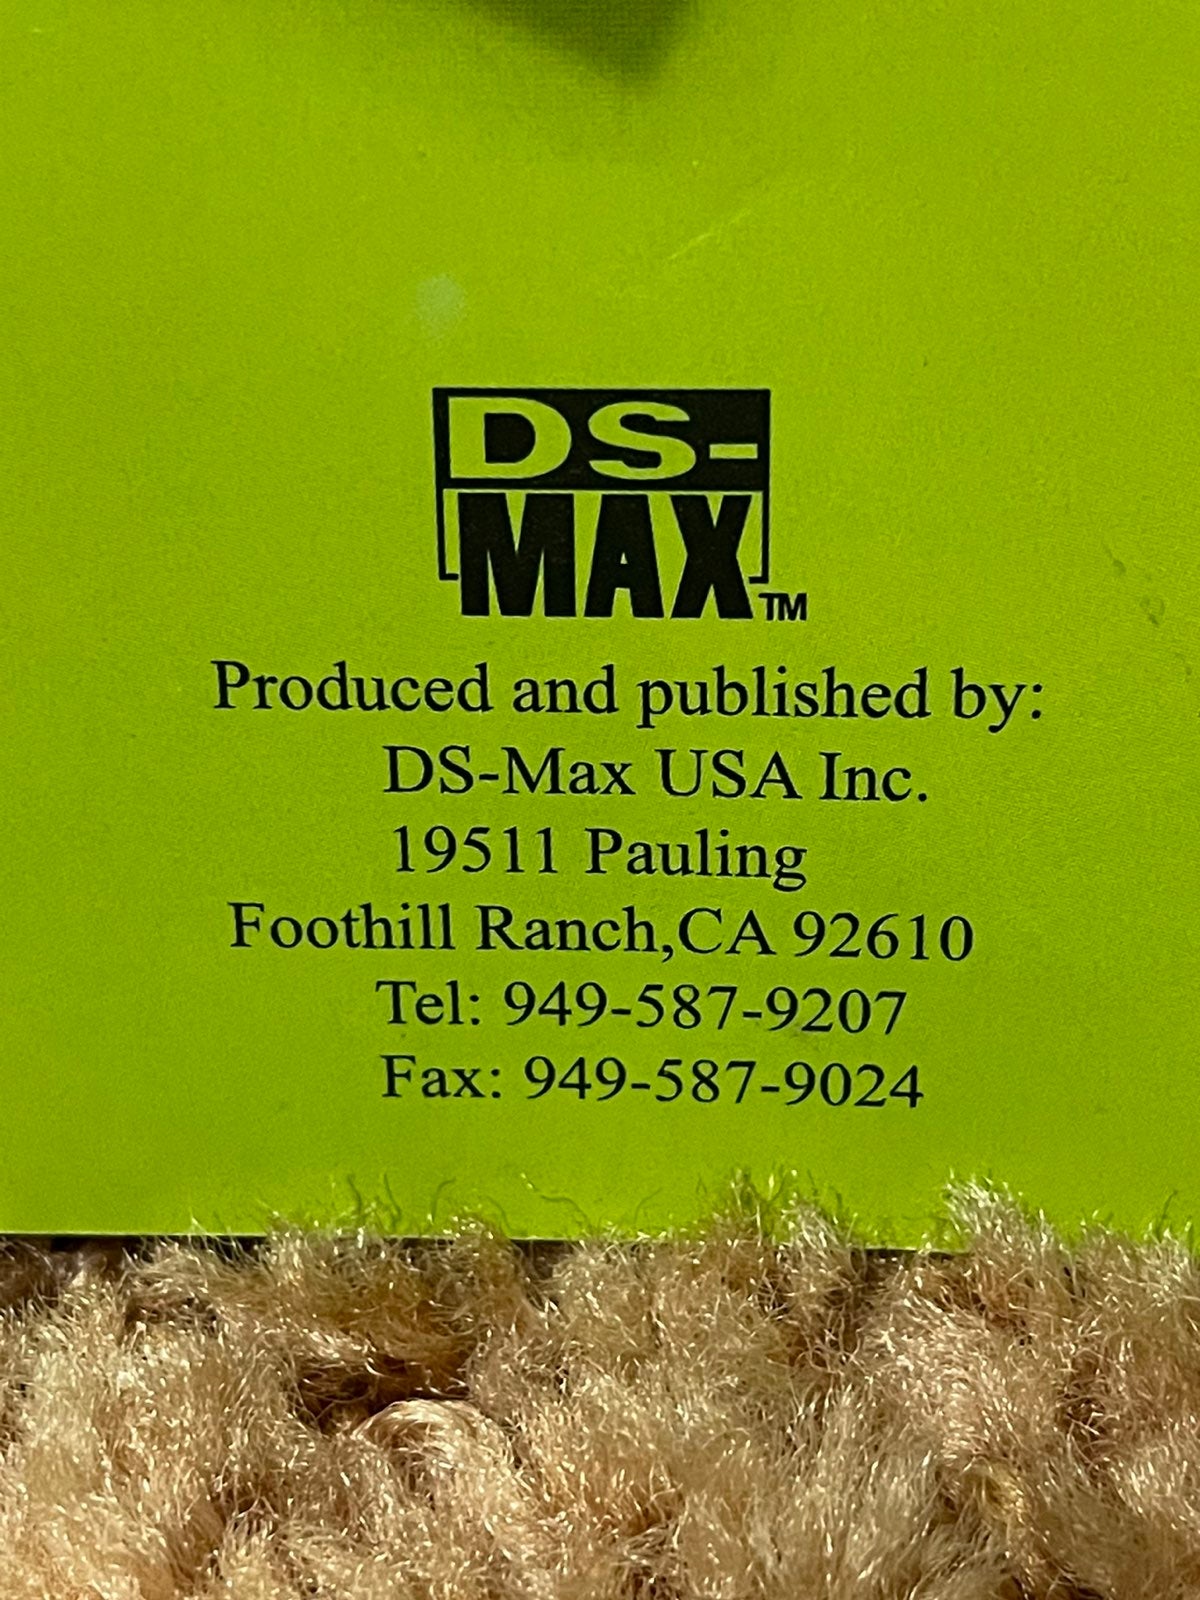 DS-
MAX™
Produced and published by:
DS-Max USA Inc.
19511 Pauling
Foothill Ranch,CA 92610
Tel: 949-587-9207
Fax: 949-587-9024